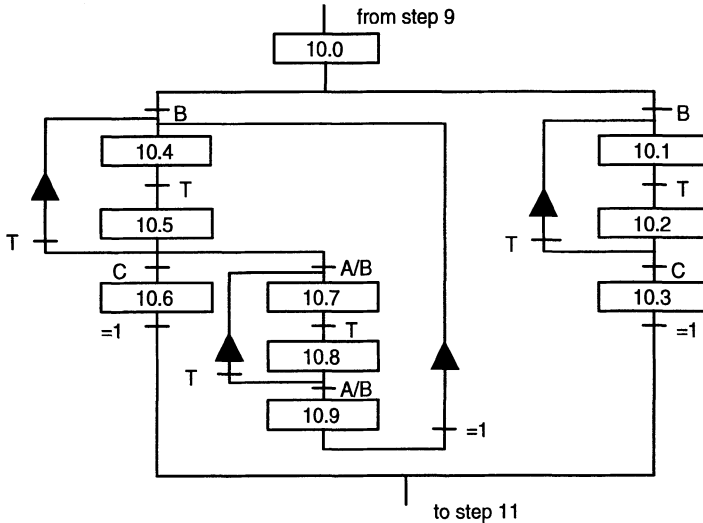 from step 9
10.0
B
B
10.4
10.1
T
T
10.5
10.2
T
T
C
A/B
C
10.6
10.7
10.3
=1
T
=1
10.8
T
A/B
10.9
=1
to step 11